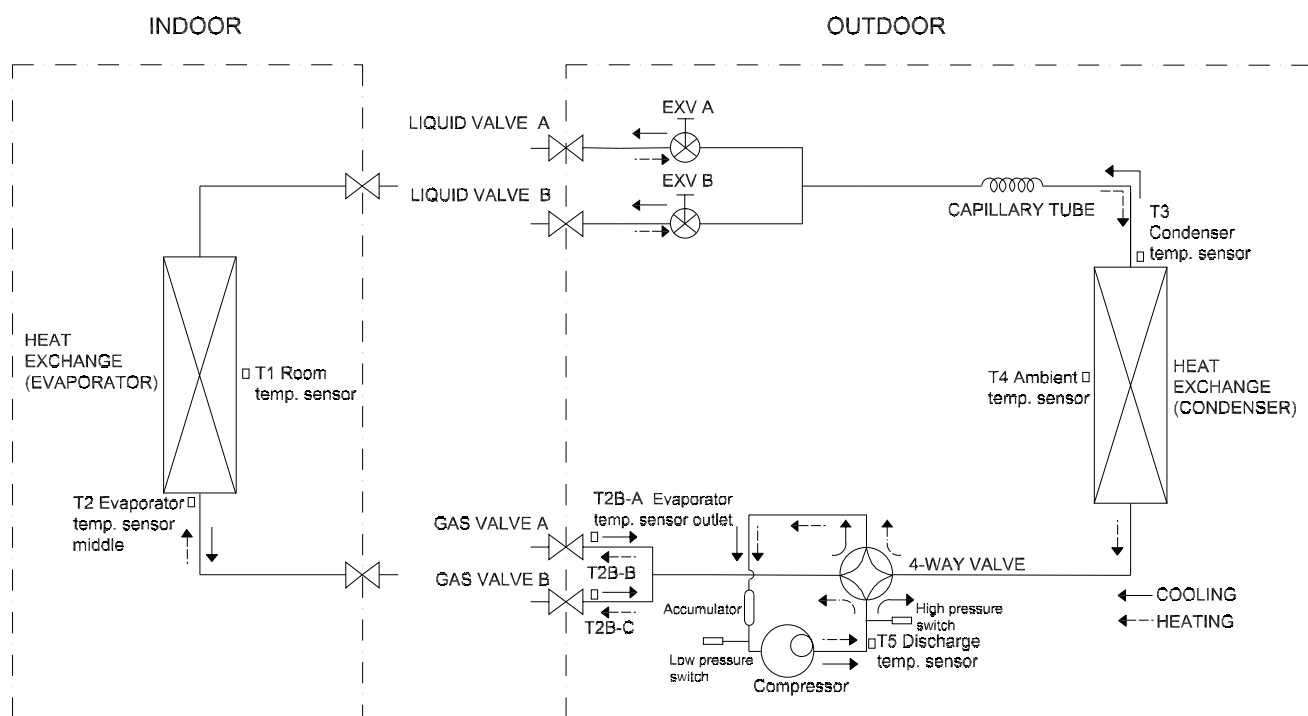 INDOOR
OUTDOOR
EXV A
LIQUID VALVE A
EXV B
LIQUID VALVE B
CAPILLARY TUBE
T3
Condenser
temp. sensor
HEAT
EXCHANGE
(EVAPORATOR)
T1 Room
temp. sensor
T4 Ambient
temp. sensor
HEAT
EXCHANGE
(CONDENSER)
T2 Evaporator
temp. sensor
middle
T2B-A Evaporator
temp. sensor outlet
GAS VALVE A
T2B-B
GAS VALVE B
T2B-C
4-WAY VALVE
COOLING
HEATING
Accumulator
High pressure
switch
T5 Discharge
temp. sensor
Low pressure
switch
Compressor